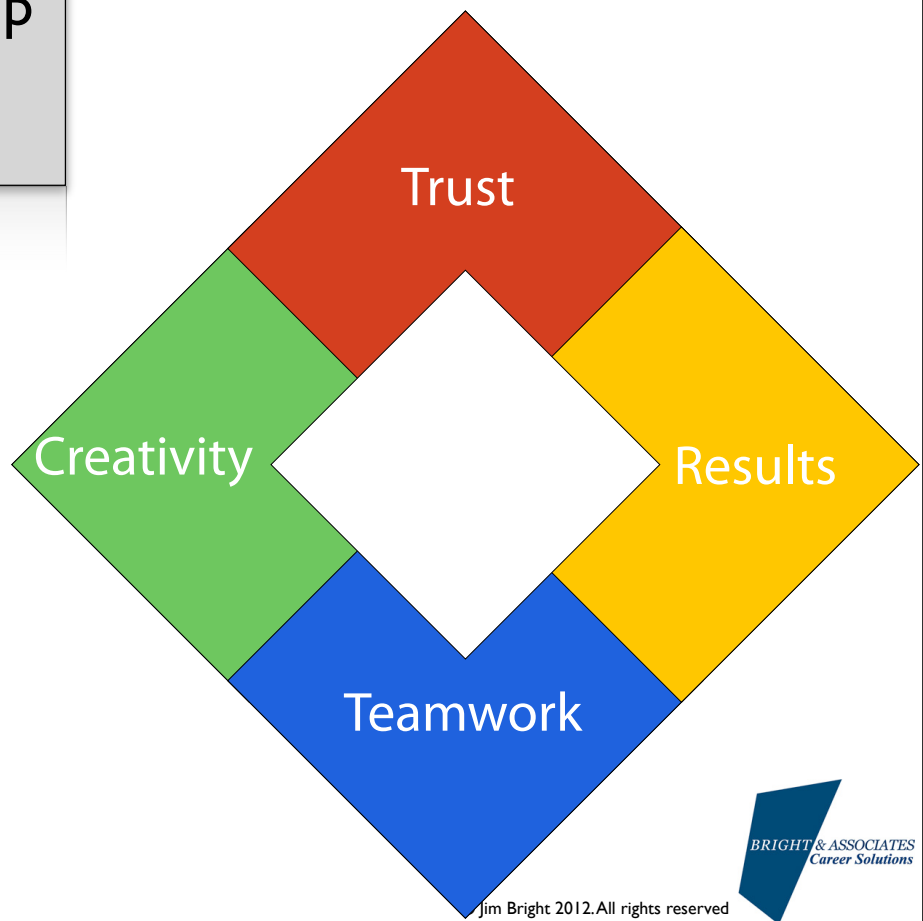 p
Trust
Creativity
Results
Teamwork
BRIGHT & ASSOCIATES
Career Solutions
Jim Bright 2012. All rights reserved